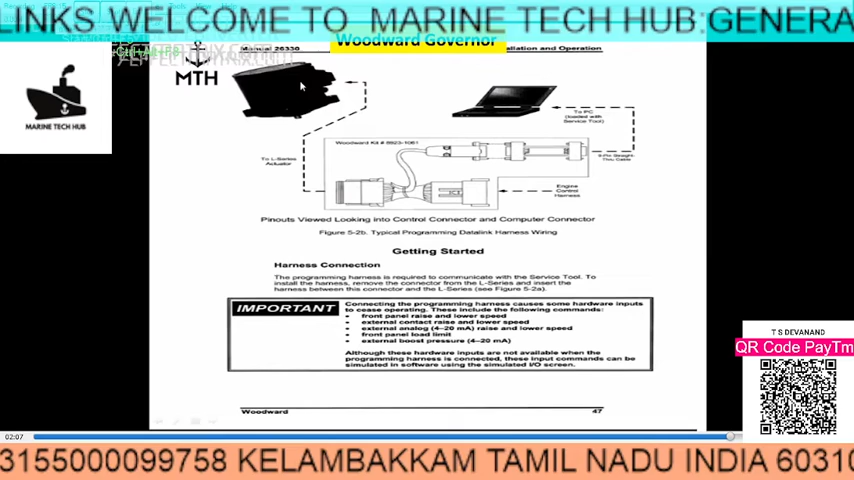 LINKS WELCOME TO MARINE TECH HUB:GENERA
Manual 26330
Woodward Governor
Installation and Operation
MTH
MARINE TECH HUB
To PC
(loaded with
Service Tool)
Woodward Kit # 8923-1061
To L-Series
Actuator
9-Pin Straight-
Thru Cable
Engine
Control
Harness
Pinouts Viewed Looking into Control Connector and Computer Connector
Figure 5-2b. Typical Programming Datalink Harness Wiring
Getting Started
Harness Connection
The programming harness is required to communicate with the Service Tool. To
install the harness, remove the connector from the L-Series and insert the
harness between this connector and the L-Series (see Figure 5-2a).
IMPORTANT
Connecting the programming harness causes some hardware inputs
to cease operating. These include the following commands:
• front panel raise and lower speed
• external contact raise and lower speed
• external analog (4–20 mA) raise and lower speed
• front panel load limit
• external boost pressure (4–20 mA)
Although these hardware inputs are not available when the
programming harness is connected, these input commands can be
simulated in software using the simulated I/O screen.
T S DEVANAND
QR Code PayTm
Woodward
47
02:07
3155000099758 KELAMBAKKAM TAMIL NADU INDIA 60310